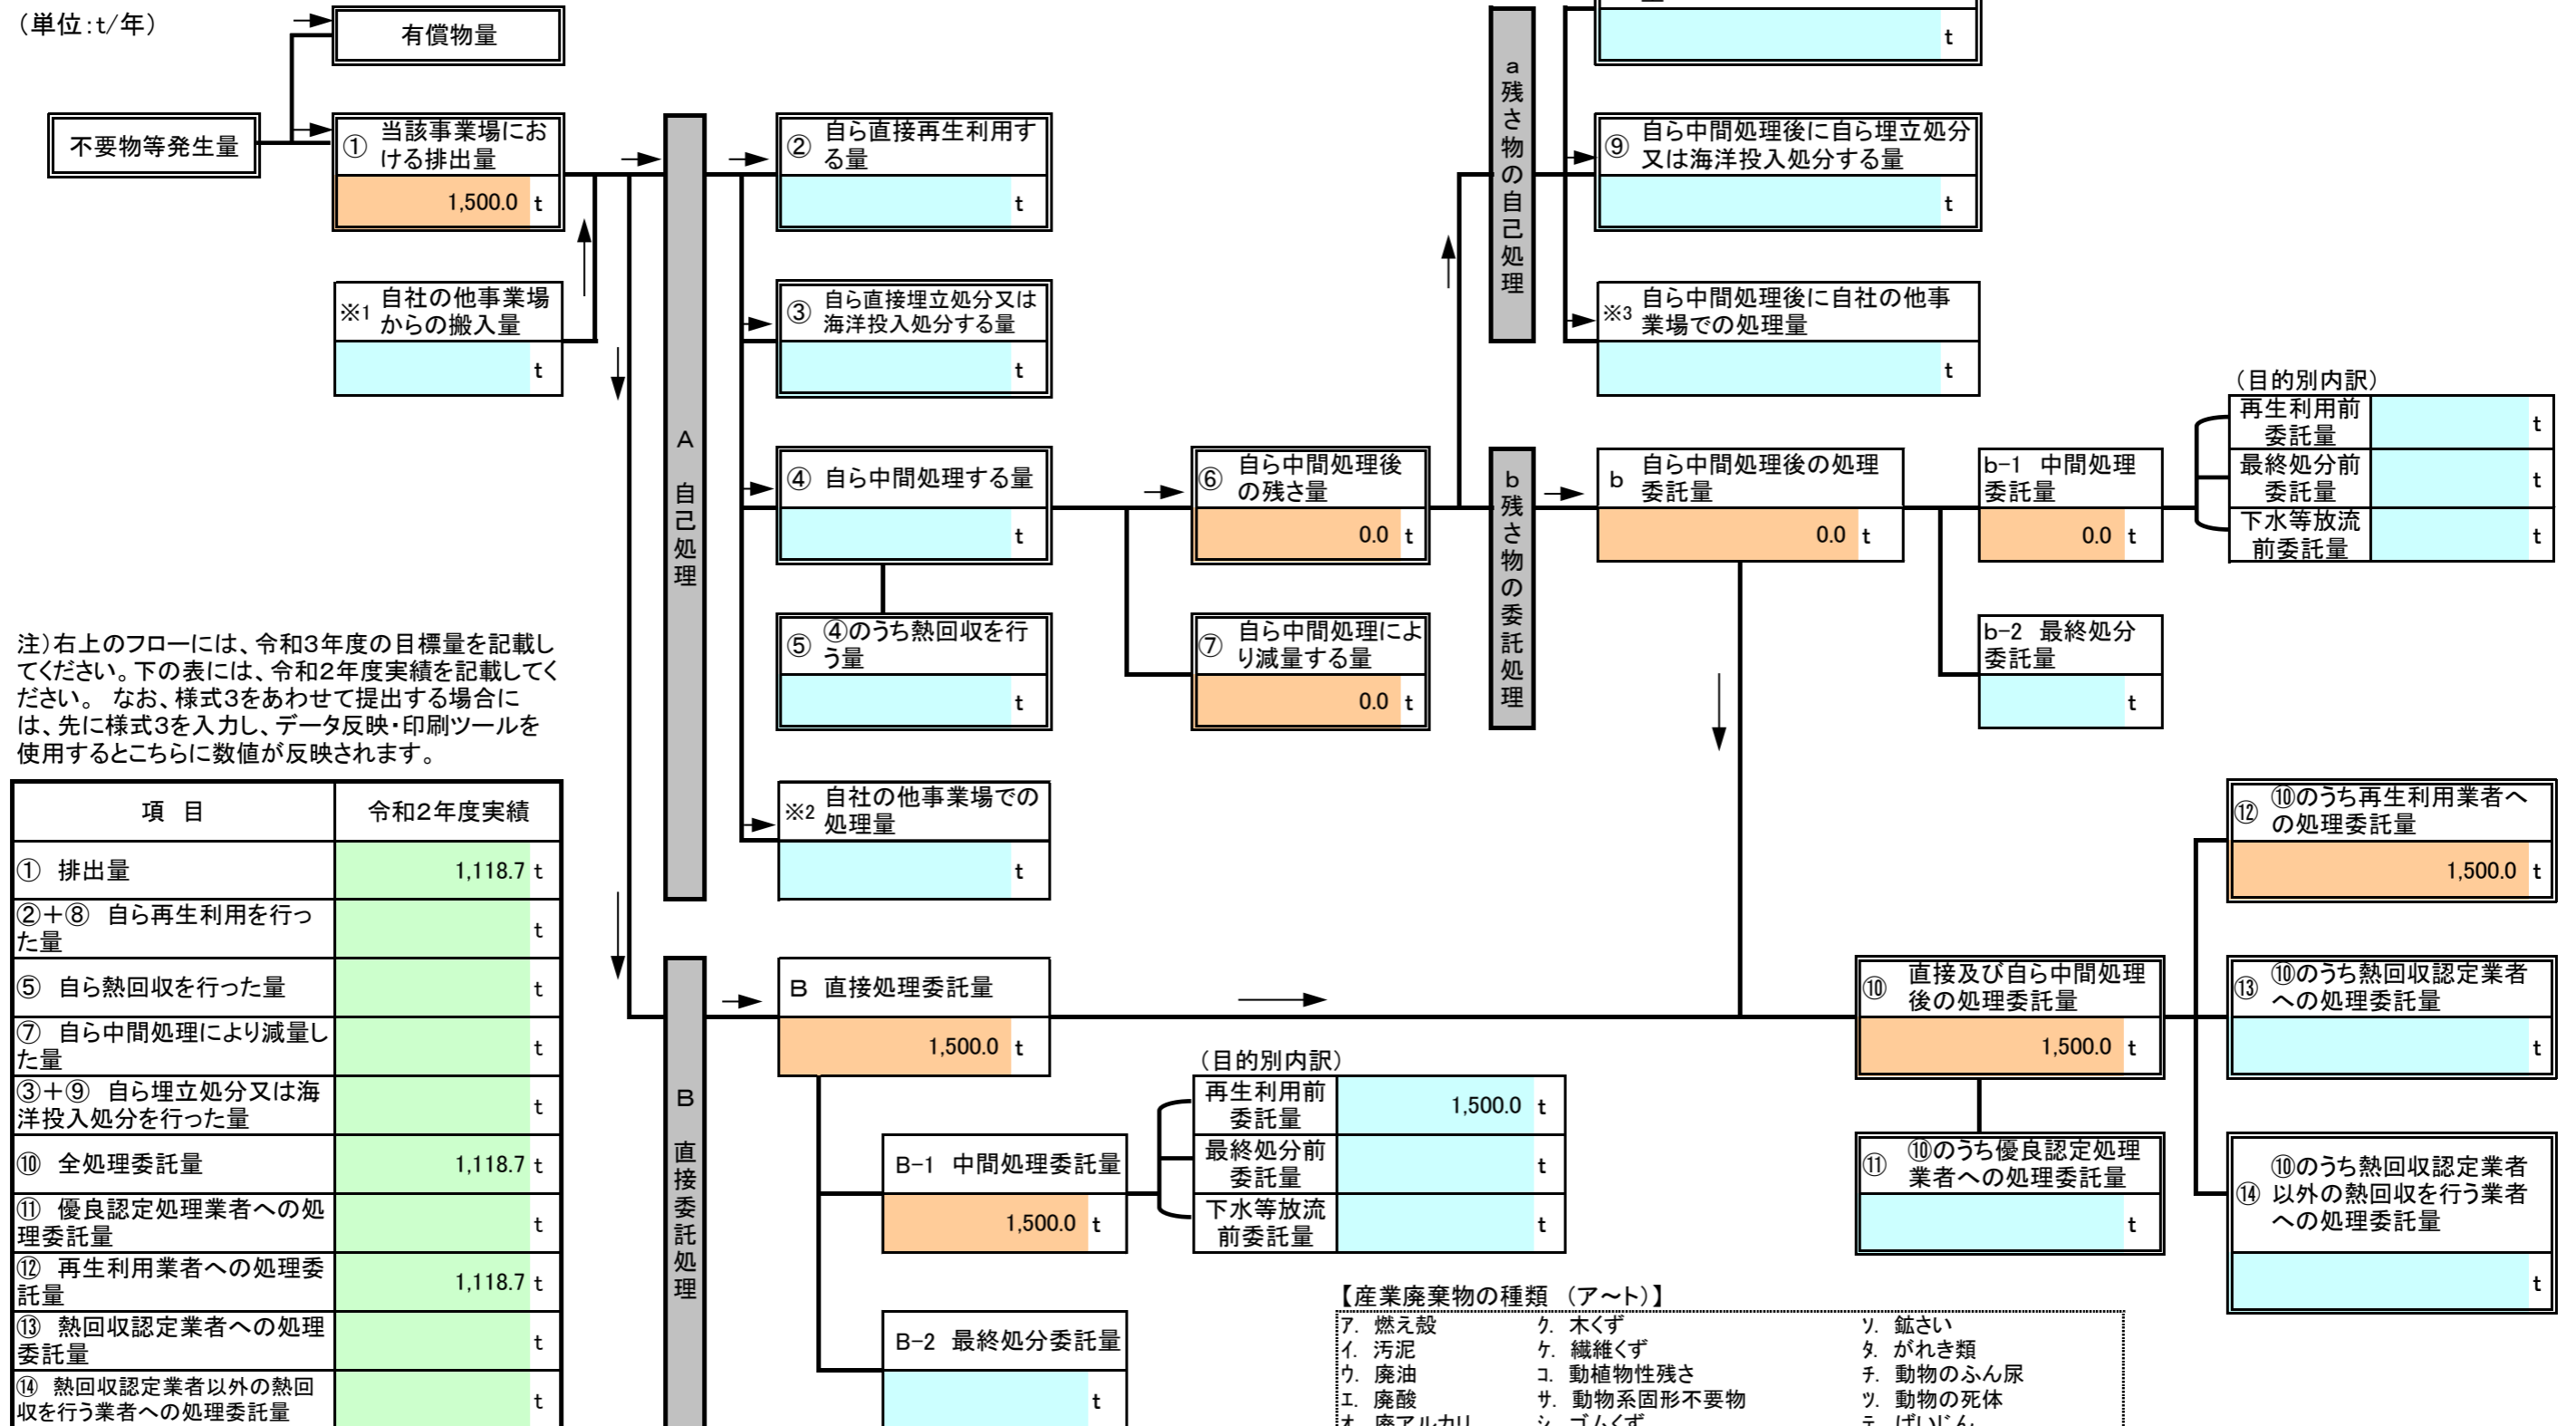 (単位:t/年)
有償物量
不要物等発生量
① 当該事業場にお
ける排出量
1,500.0 t
※1 自社の他事業場
からの搬入量
t
A 自己処理
② 自ら直接再生利用す
る量
t
③ 自ら直接埋立処分又は
海洋投入処分する量
t
④ 自ら中間処理する量
t
⑤ ④のうち熱回収を行
う量
t
※2 自社の他事業場での
処理量
t
⑥ 自ら中間処理後
の残さ量
0.0 t
⑦ 自ら中間処理によ
り減量する量
0.0 t
a 残さ物の自己処理
t
⑨ 自ら中間処理後に自ら埋立処分
又は海洋投入処分する量
t
※3 自ら中間処理後に自社の他事
業場での処理量
t
b 残さ物の委託処理
b 自ら中間処理後の処理
委託量
0.0 t
b-1 中間処理
委託量
0.0 t
(目的別内訳)
再生利用前
委託量
t
最終処分前
委託量
t
下水等放流
前委託量
t
b-2 最終処分
委託量
t
注)右上のフローには、令和3年度の目標量を記載し
てください。下の表には、令和2年度実績を記載してく
ださい。 なお、様式3をあわせて提出する場合に
は、先に様式3を入力し、データ反映・印刷ツールを
使用するとこちらに数値が反映されます。
項 目 令和2年度実績
① 排出量 1,118.7 t
②+⑧ 自ら再生利用を行っ
た量
t
⑤ 自ら熱回収を行った量 t
⑦ 自ら中間処理により減量し
た量
t
③+⑨ 自ら埋立処分又は海
洋投入処分を行った量
t
⑩ 全処理委託量 1,118.7 t
⑪ 優良認定処理業者への処
理委託量
t
⑫ 再生利用業者への処理委
託量
1,118.7 t
⑬ 熱回収認定業者への処理
委託量
t
⑭ 熱回収認定業者以外の熱回
収を行う業者への処理委託量
t
B 直接委託処理
B 直接処理委託量
1,500.0 t
B-1 中間処理委託量
1,500.0 t
(目的別内訳)
再生利用前
委託量
1,500.0 t
最終処分前
委託量
t
下水等放流
前委託量
t
B-2 最終処分委託量
t
⑩ 直接及び自ら中間処理
後の処理委託量
1,500.0 t
⑪ ⑩のうち優良認定処理
業者への処理委託量
t
⑫ ⑩のうち再生利用業者へ
の処理委託量
1,500.0 t
⑬ ⑩のうち熱回収認定業者
への処理委託量
t
⑭ ⑩のうち熱回収認定業者
以外の熱回収を行う業者
への処理委託量
t
【産業廃棄物の種類 (ア~ト)】
ア. 燃え殻 ク. 木くず ソ. 鉱さい
イ. 汚泥 ケ. 繊維くず タ. がれき類
ウ. 廃油 コ. 動植物性残さ チ. 動物のふん尿
エ. 廃酸 サ. 動物系固形不要物 ツ. 動物の死体
オ. 廃アルカリ シ. ゴムくず テ. ばいじん